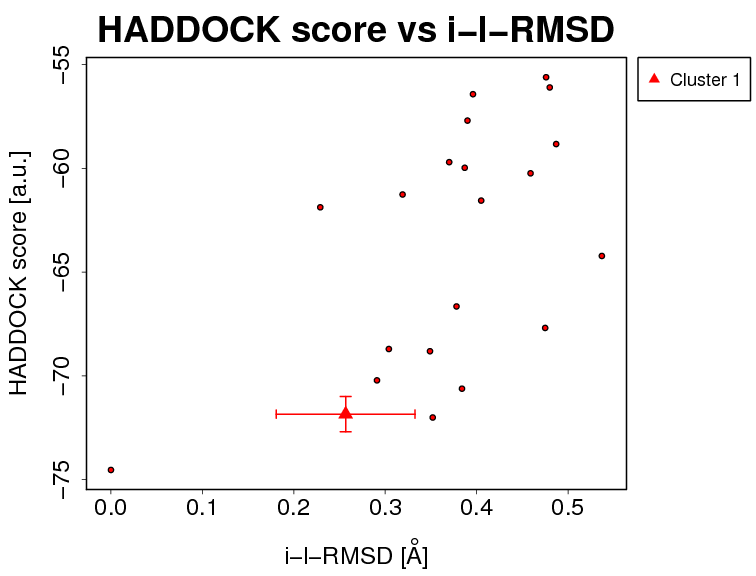 HADDOCK score vs i−l−RMSD
Cluster 1
HADDOCK score [a.u.]
−55
−60
−65
−70
−75
0.0 0.1 0.2 0.3 0.4 0.5
i−l−RMSD [Å]